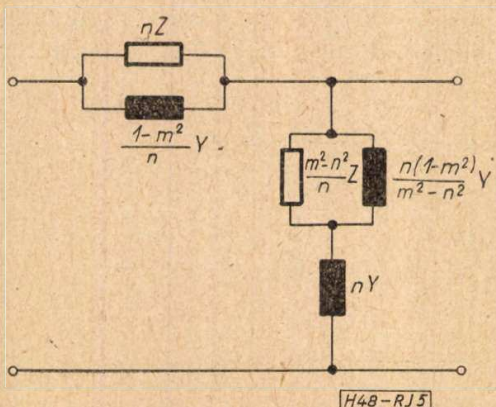 nZ
1-m²
n Y
m²-n²
n Z
n(1-m²)
m²-n² Y
nY
H48-RJ5